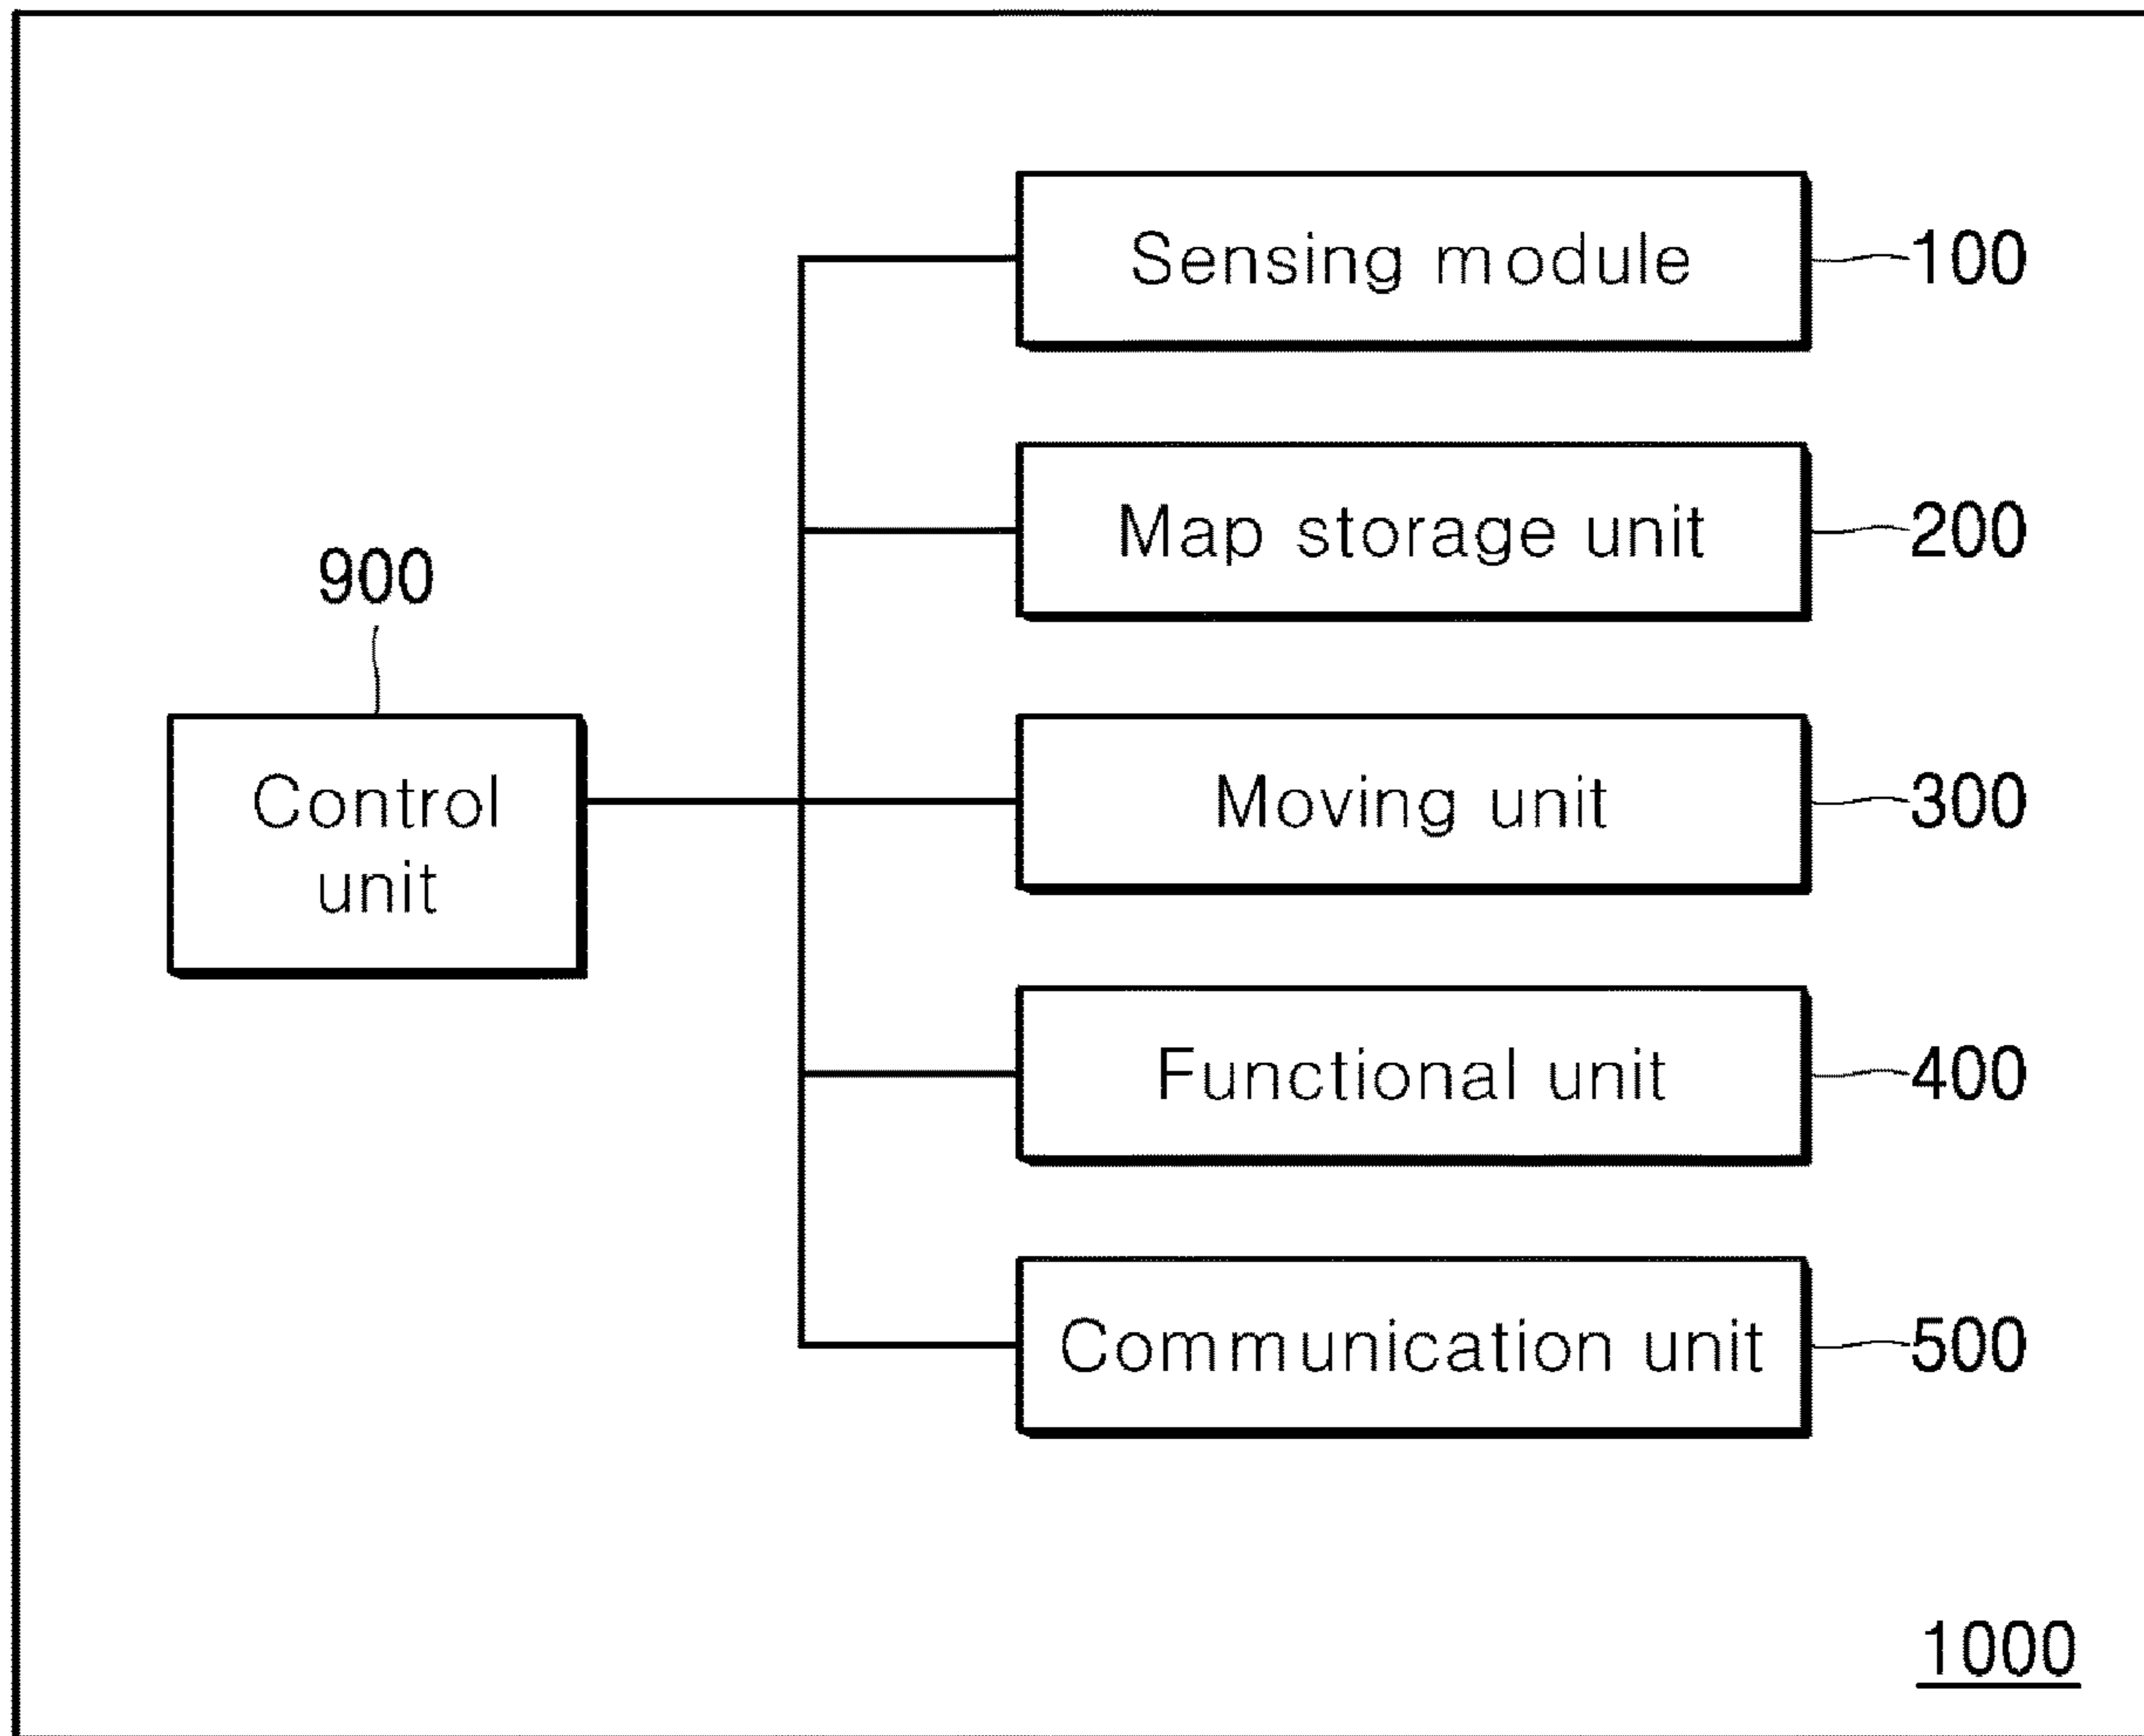 Sensing module
100
Map storage unit
200
900
Control
unit
Moving unit
300
Functional unit
400
Communication unit
500
1000